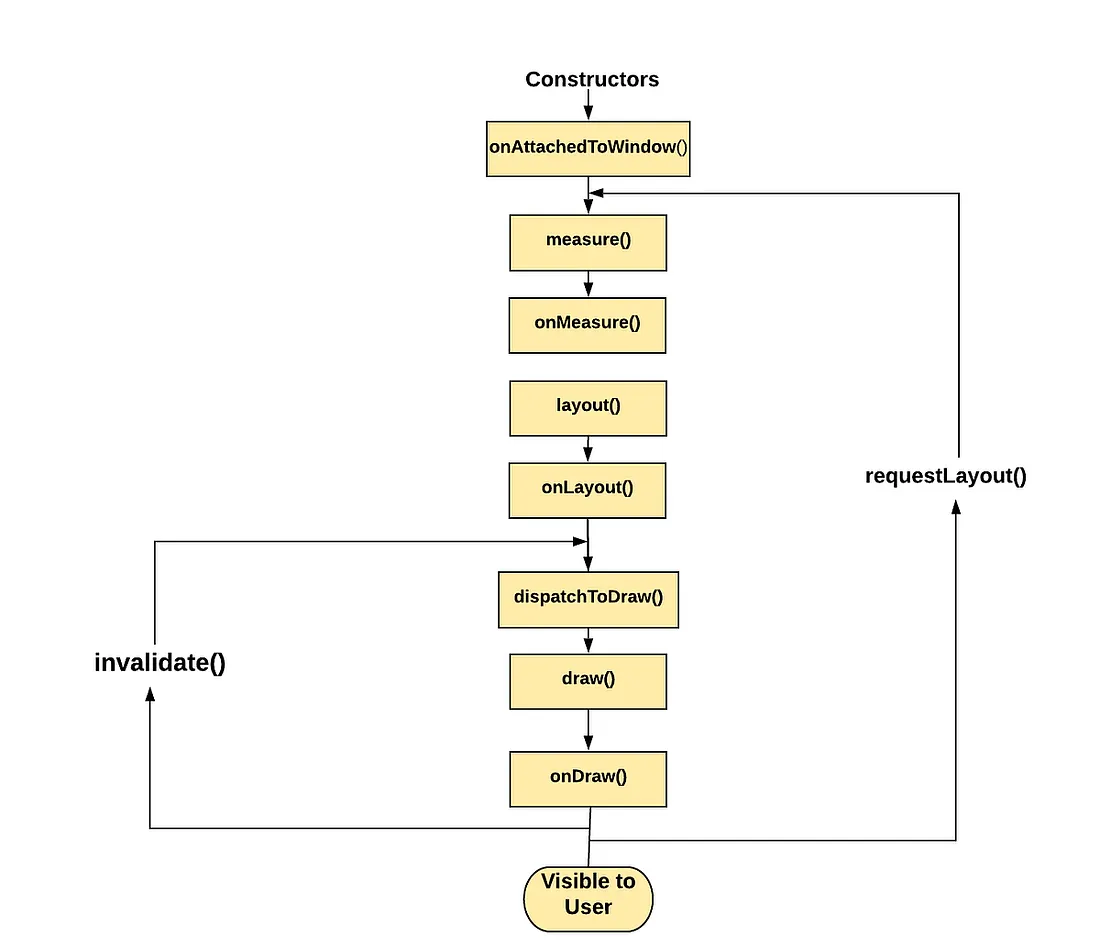 Constructors
onAttachedToWindow()
measure()
onMeasure()
layout()
requestLayout()
onLayout()
dispatchToDraw()
invalidate()
draw()
onDraw()
Visible to
User